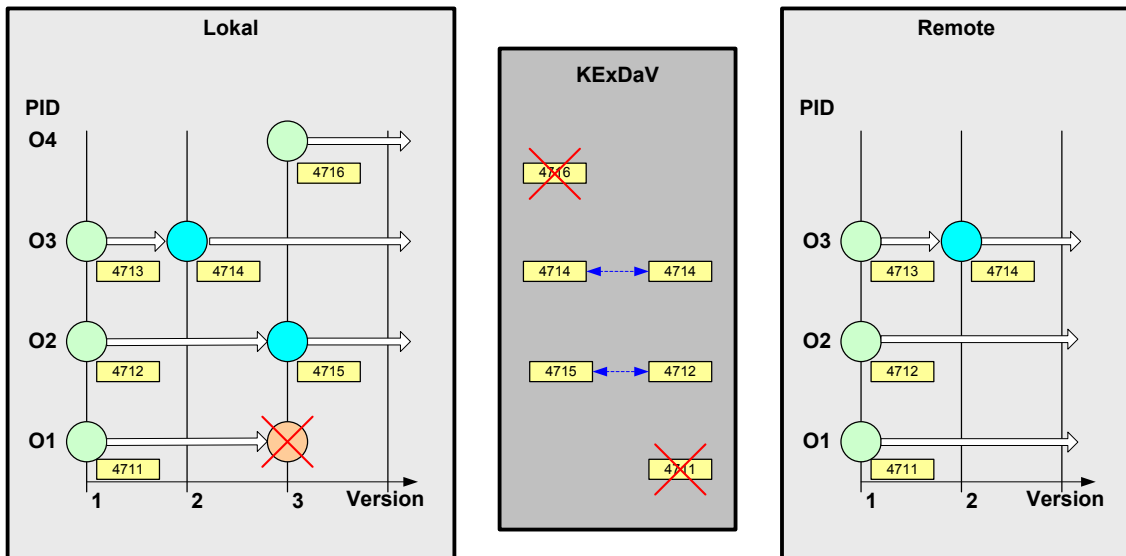 Lokal
PID
O4
4716
O3
4713
4714
O2
4712
4715
O1
4711
1 2 3 Version
KExDaV
4716
4714 4714
4715 4712
4711
Remote
PID
O3
4713
4714
O2
4712
O1
4711
1 2 Version